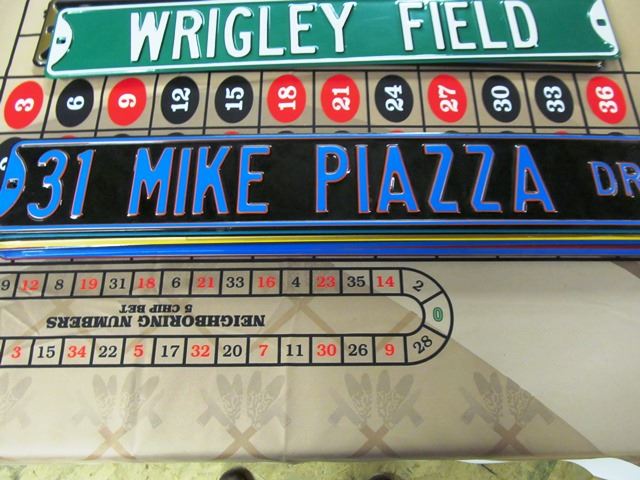 WRIGLEY FIELD
3 6 9 12 15 18 21 24 27 30 33 36
31 MIKE PIAZZA DR
9 12 8 19 31 18 6 21 33 16 4 23 35 14 2
0
NEIGHBORING NUMBERS
5 CHIP BET
3 15 34 22 5 17 32 20 7 11 30 26 9 28